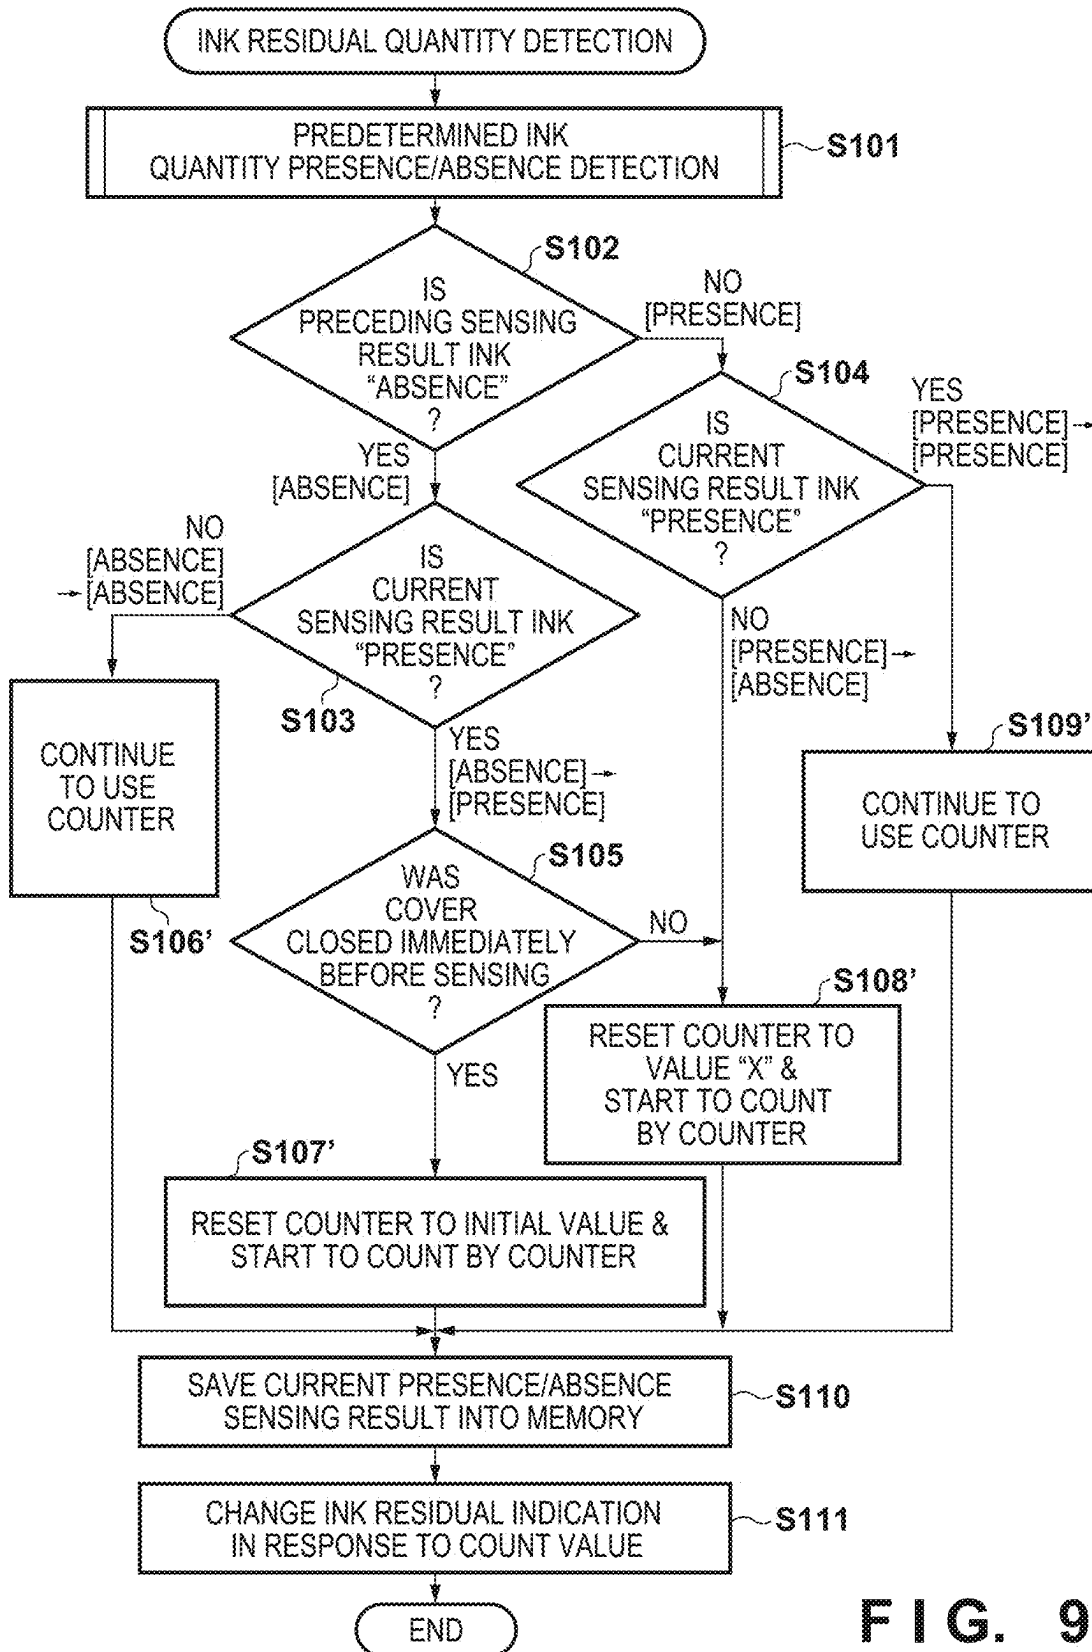 INK RESIDUAL QUANTITY DETECTION
PREDETERMINED INK
QUANTITY PRESENCE/ABSENCE DETECTION
S101
S102
IS
PRECEDING SENSING
RESULT INK
“ABSENCE”
?
NO
[PRESENCE]
YES
[ABSENCE]
S104
IS
CURRENT
SENSING RESULT INK
“PRESENCE”
?
YES
[PRESENCE]→
[PRESENCE]
NO
[ABSENCE]
→[ABSENCE]
IS
CURRENT
SENSING RESULT INK
“PRESENCE”
?
S103
NO
[PRESENCE]→
[ABSENCE]
YES
[ABSENCE]→
[PRESENCE]
CONTINUE
TO USE
COUNTER
S106’
S109’
CONTINUE TO
USE COUNTER
S105
WAS
COVER
CLOSED IMMEDIATELY
BEFORE SENSING
?
NO
YES
S108’
RESET COUNTER TO
VALUE “X” &
START TO COUNT
BY COUNTER
S107’
RESET COUNTER TO INITIAL VALUE &
START TO COUNT BY COUNTER
SAVE CURRENT PRESENCE/ABSENCE
SENSING RESULT INTO MEMORY
S110
CHANGE INK RESIDUAL INDICATION
IN RESPONSE TO COUNT VALUE
S111
END
FIG. 9